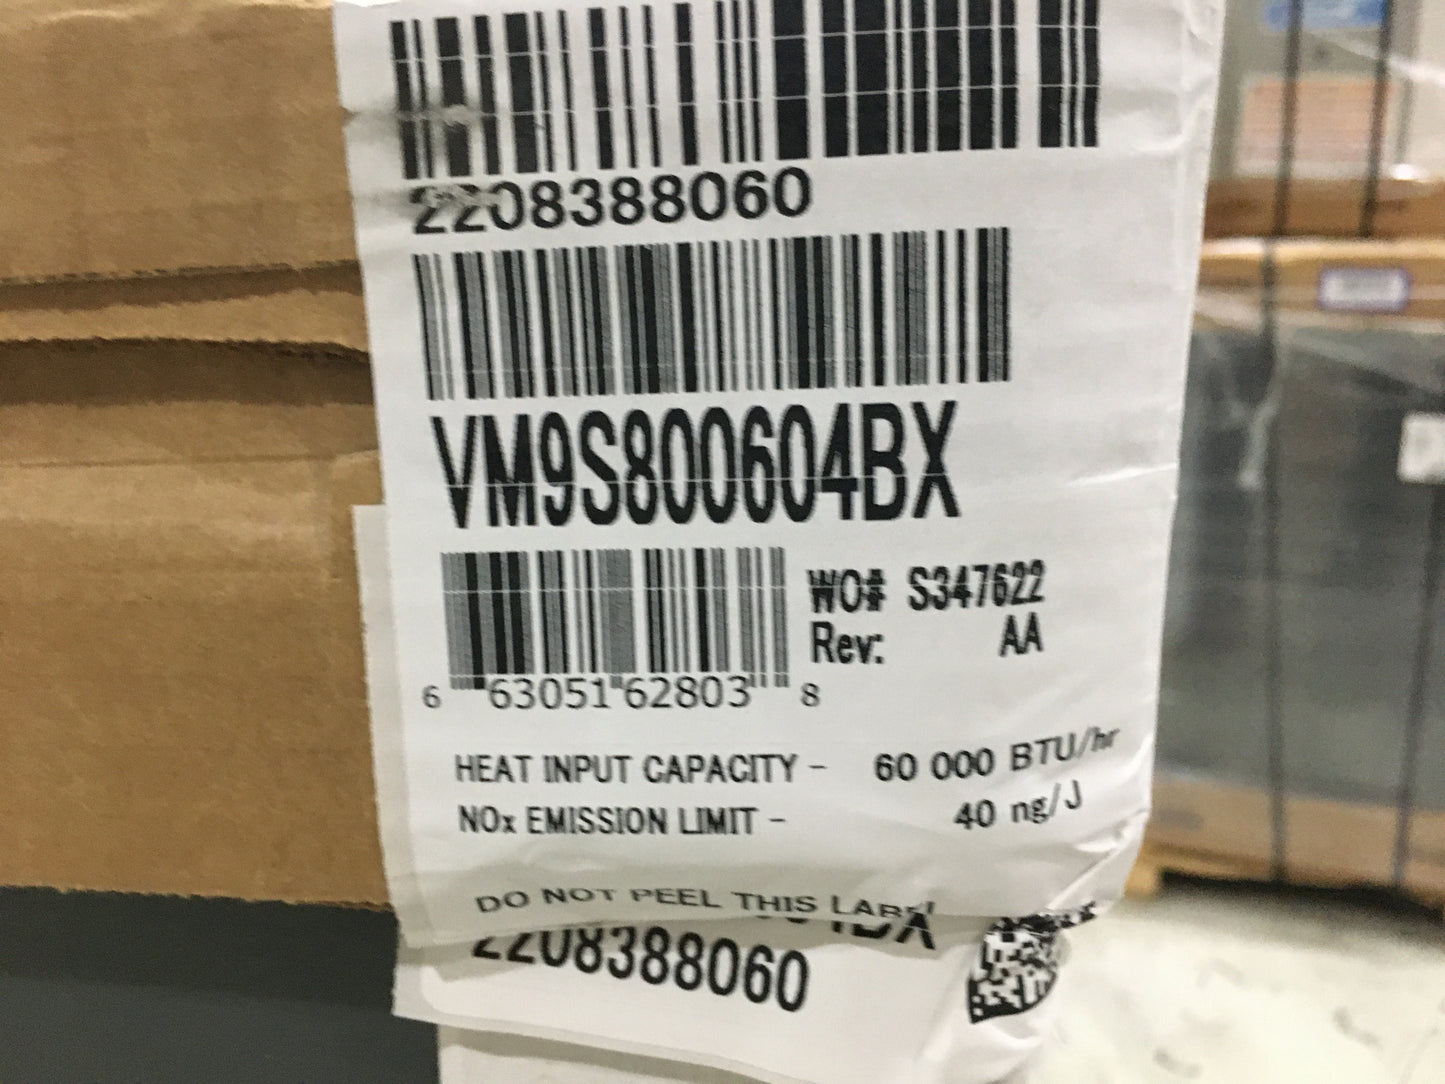 2208388060
VM9S800604BX
WO# S347622
Rev: AA
6 63051 62803 8
HEAT INPUT CAPACITY - 60 000 BTU/hr
NOx EMISSION LIMIT - 40 ng/J
DO NOT PEEL THIS LABEL
604BX
2208388060